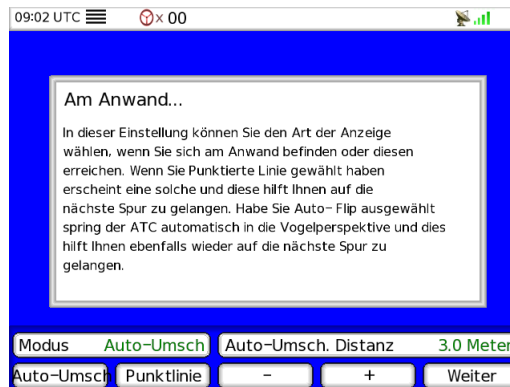 09:02 UTC × 00
Am Anwand...
In dieser Einstellung können Sie den Art der Anzeige
wählen, wenn Sie sich am Anwand befinden oder diesen
erreichen. Wenn Sie Punktierte Linie gewählt haben
erscheint eine solche und diese hilft Ihnen auf die
nächste Spur zu gelangen. Habe Sie Auto- Flip ausgewählt
spring der ATC automatisch in die Vogelperspektive und dies
hilft Ihnen ebenfalls wieder auf die nächste Spur zu
gelangen.
Modus Auto-Umsch Auto-Umsch. Distanz 3.0 Meter
Auto-Umsch Punktlinie - + Weiter